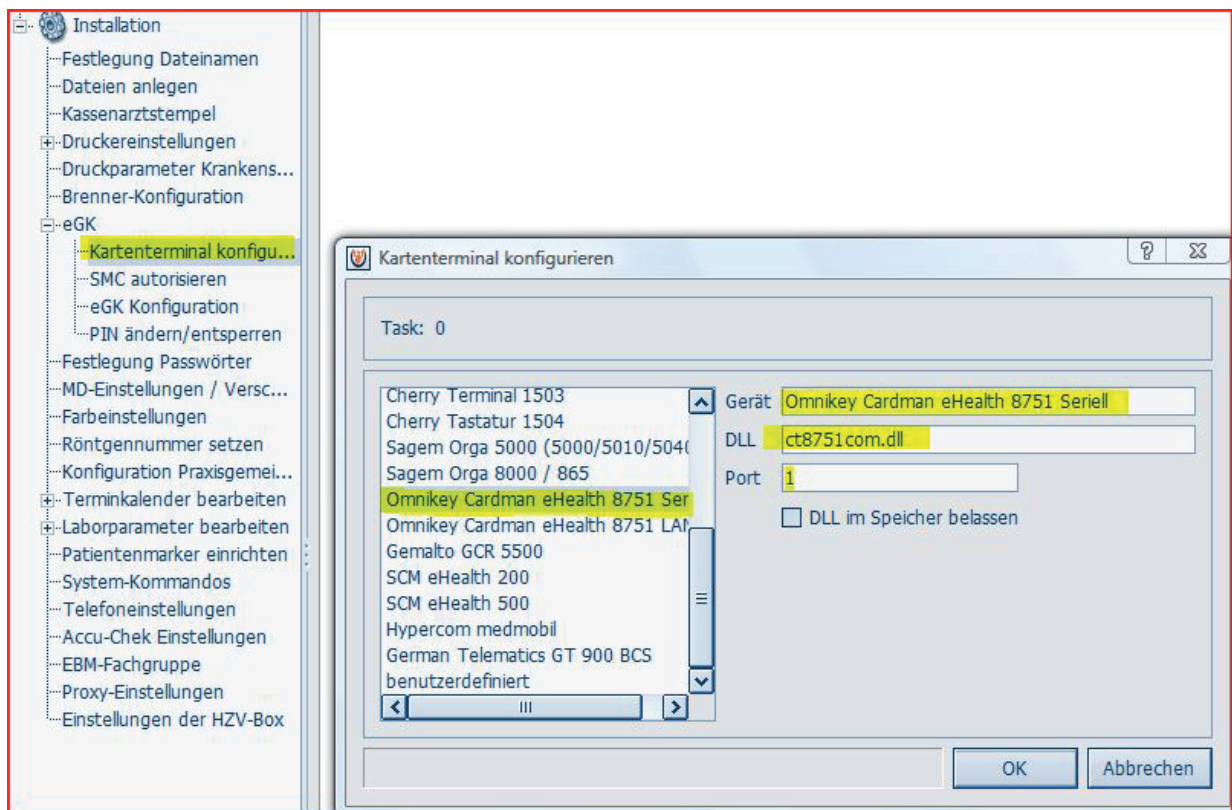 Installation
Festlegung Dateinamen
Dateien anlegen
Kassenarztstempel
Druckereinstellungen
Druckparameter Krankens...
Brenner-Konfiguration
eGK
Kartenterminal konfigu...
SMC autorisieren
eGK Konfiguration
PIN ändern/entsperren
Festlegung Passwörter
MD-Einstellungen / Versc...
Farbeinstellungen
Röntgennummer setzen
Konfiguration Praxisgemei...
Terminkalender bearbeiten
Laborparameter bearbeiten
Patientenmarker einrichten
System-Kommandos
Telefoneinstellungen
Accu-Chek Einstellungen
EBM-Fachgruppe
Proxy-Einstellungen
Einstellungen der HZV-Box
Kartenterminal konfigurieren
Task: 0
Cherry Terminal 1503
Cherry Tastatur 1504
Sagem Orga 5000 (5000/5010/5040
Sagem Orga 8000 / 865
Omnikey Cardman eHealth 8751 Ser
Omnikey Cardman eHealth 8751 LAN
Gemalto GCR 5500
SCM eHealth 200
SCM eHealth 500
Hypercom medmobil
German Telematics GT 900 BCS
benutzerdefiniert
Gerät Omnikey Cardman eHealth 8751 Seriell
DLL ct8751com.dll
Port 1
DLL im Speicher belassen
OK Abbrechen